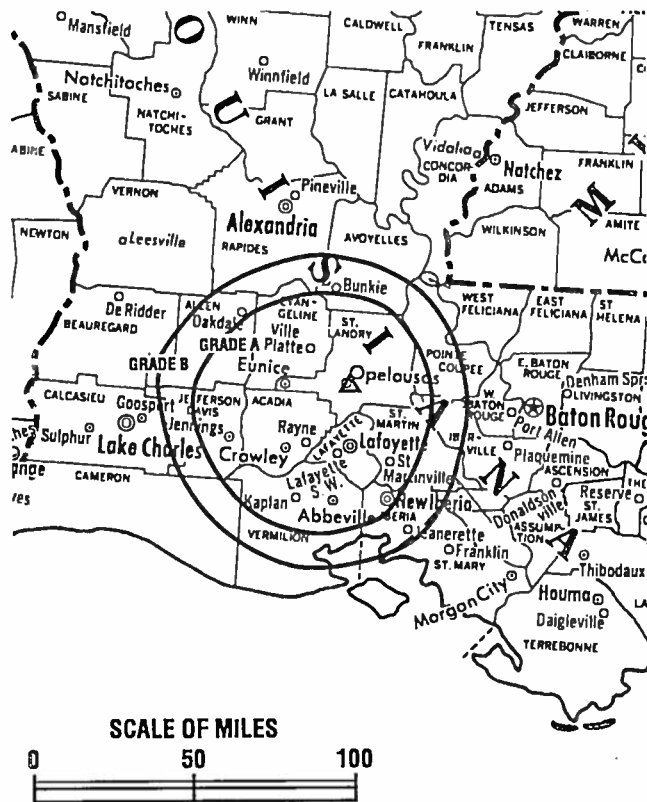 Mansfield
WINN
CALDWELL
TENSAS
WARREN
FRANKLIN
CLAIBORNE
Winnfield
Natchitoches
SABINE
LA SALLE
CATAHOULA
NATCHI-
TOCHES
GRANT
JEFFERSON
Vidalia
Natchez
CONCOR-
DIA
FRANKLIN
ADAMS
VERNON
Pineville
Alexandria
AMITE
NEWTON
Leesville
RAPIDES
AVOYELLES
WILKINSON
L O U I S I A N A
M
Bunkie
De Ridder
ALLEN
Oakdale
EVAN-
GELINE
Ville
Platte
ST.
LANDRY
WEST
FELICIANA
EAST
FELICIANA
ST
HELENA
BEAUREGARD
GRADE A
GRADE B
Eunice
Opelousas
POINTE
COUPEE
E. BATON
ROUGE
Denham Spr
LIVINGSTON
CALCASIEU
Goosport
JEFFERSON
DAVIS
ACADIA
ST.
MARTIN
W.
BATON
ROUGE
Baton Roug
Port Allen
Sulphur
Lake Charles
Jennings
Rayne
Crowley
LAFAYETTE
Lafayette
IBER-
VILLE
Plaquemine
CAMERON
Lafayette
S. W.
St
Martinville
ASCENSION
Kaplan
Abbeville
New Iberia
IBERIA
Donaldson
ville
Reserve
ST.
JAMES
ASSUMP-
TION
VERMILION
Jeanerette
Franklin
ST. MARY
Thibodaux
Morgan City
Houma
Daigleville
TERREBONNE
SCALE OF MILES
0 50 100